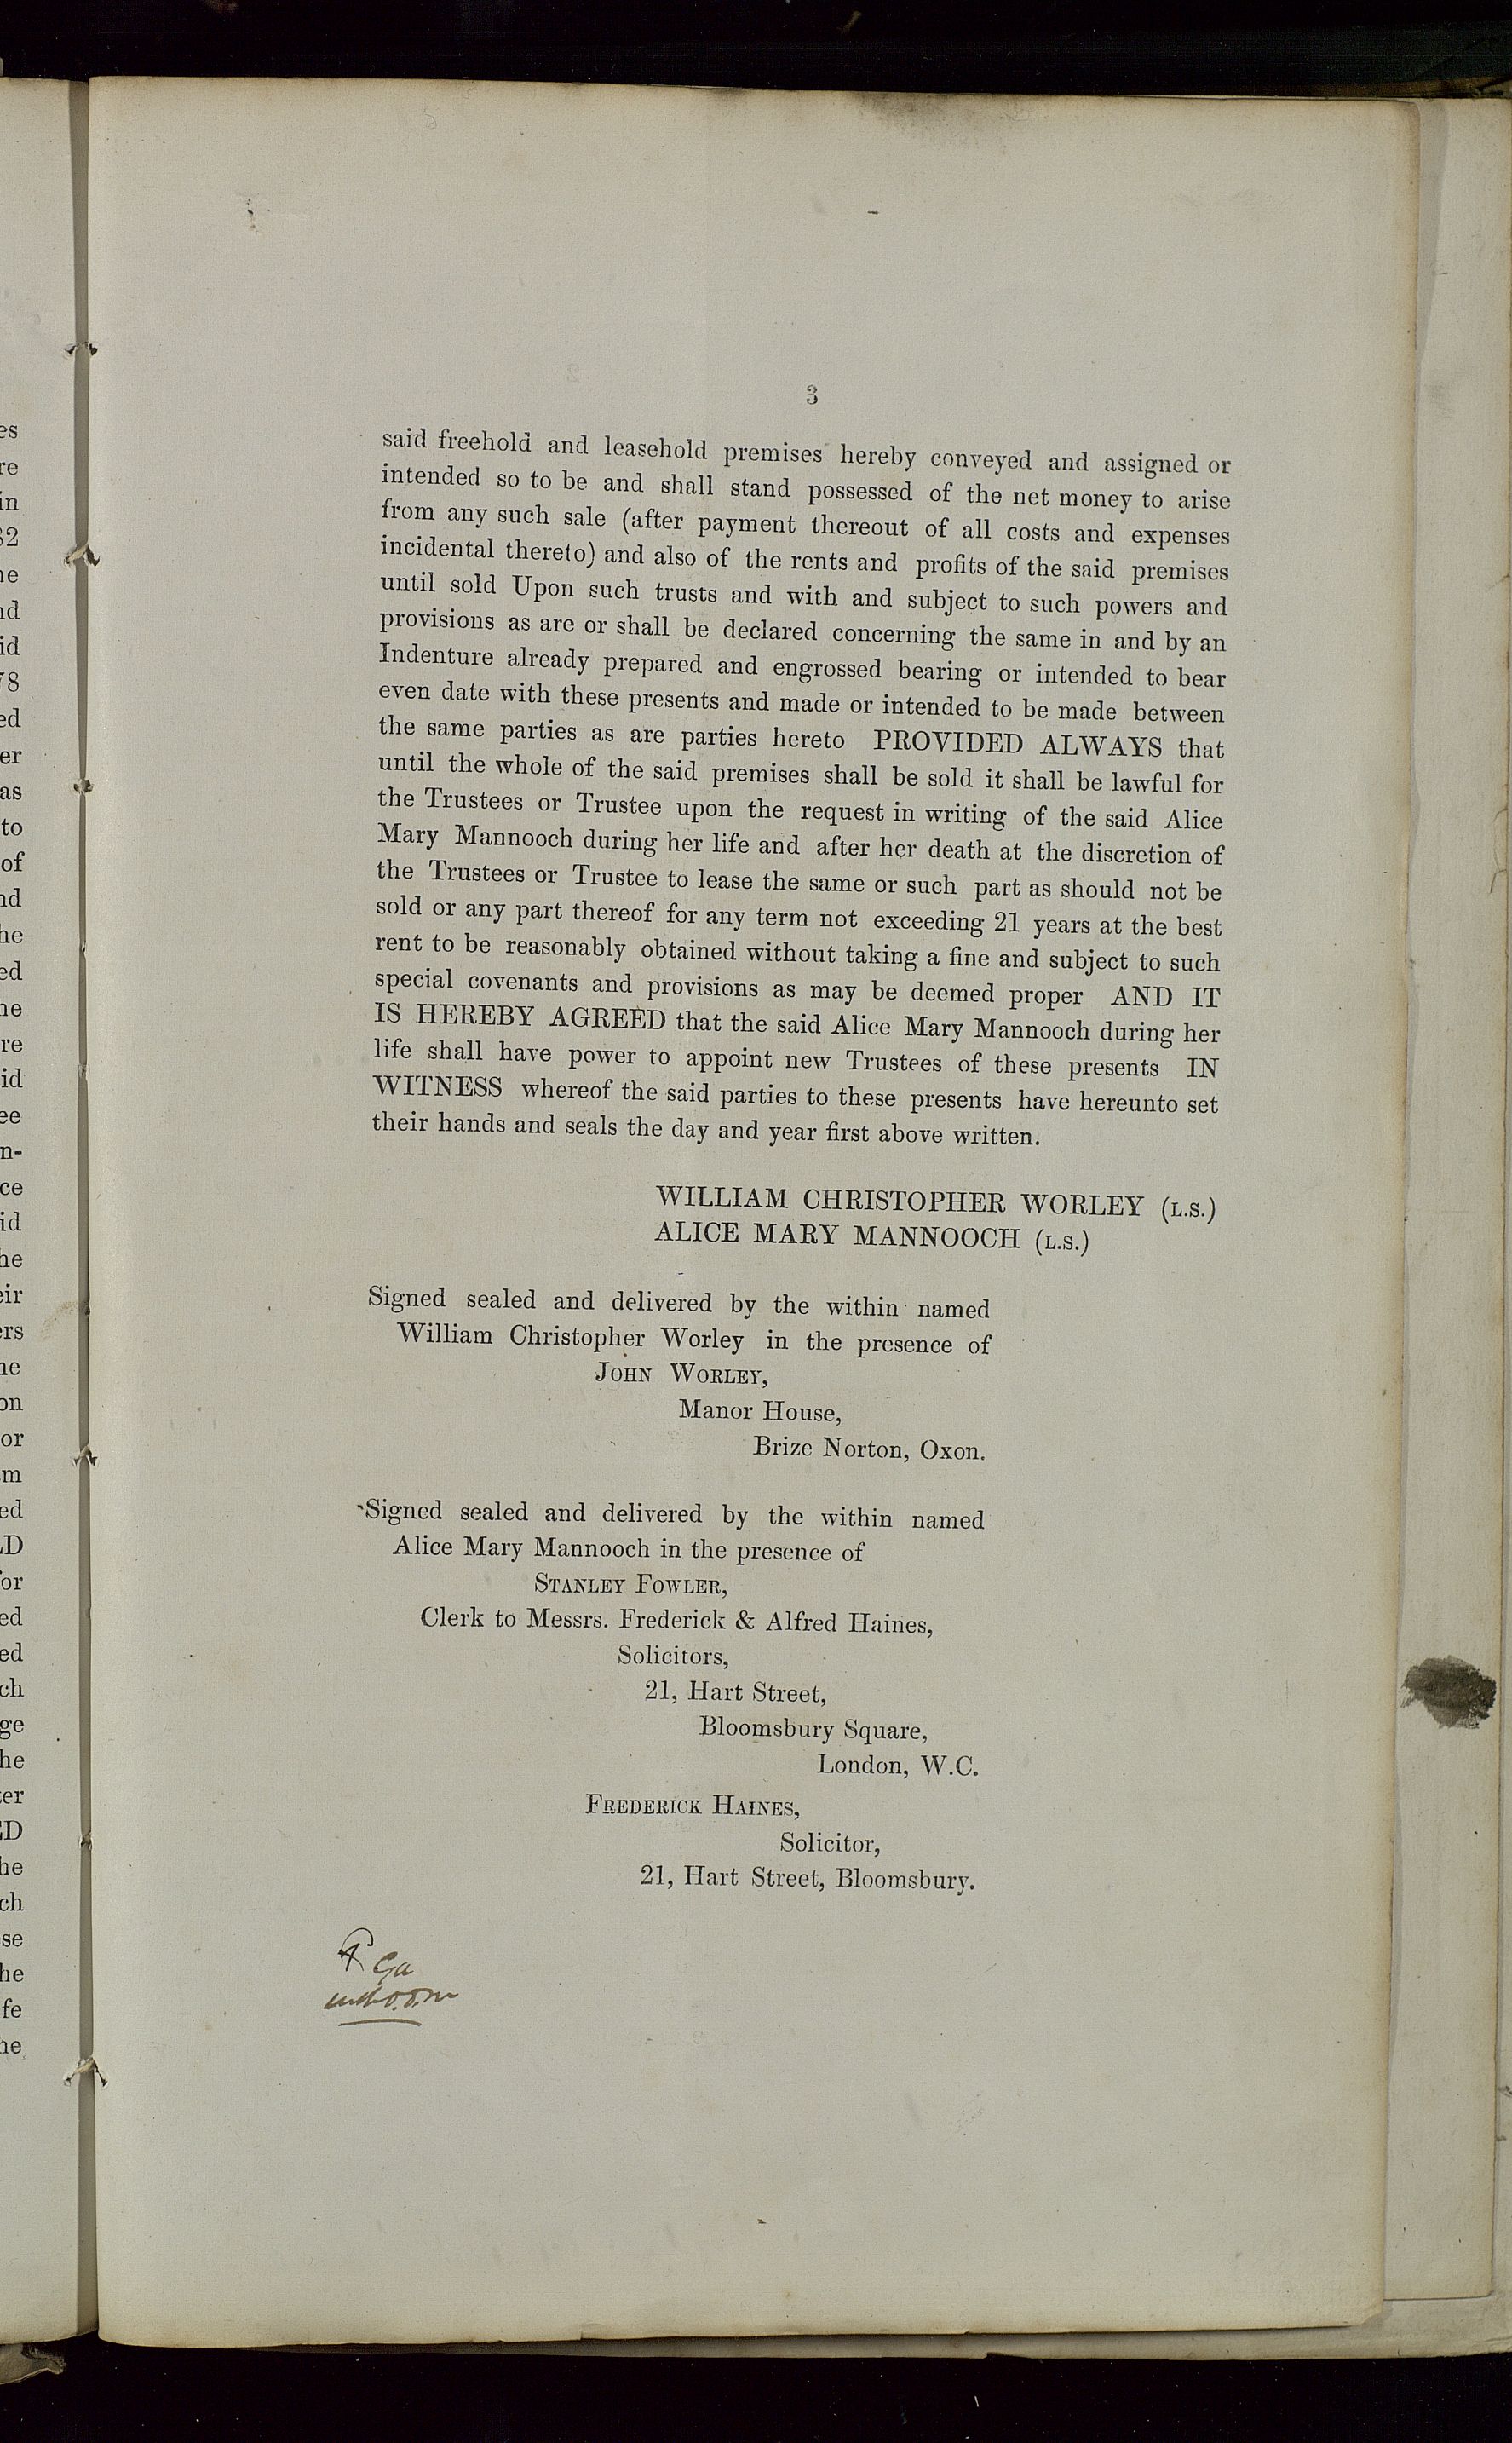 3
said freehold and leasehold premises hereby conveyed and assigned or
intended so to be and shall stand possessed of the net money to arise
from any such sale (after payment thereout of all costs and expenses
incidental thereto) and also of the rents and profits of the said premises
until sold Upon such trusts and with and subject to such powers and
provisions as are or shall be declared concerning the same in and by an
Indenture already prepared and engrossed bearing or intended to bear
even date with these presents and made or intended to be made between
the same parties as are parties hereto PROVIDED ALWAYS that
until the whole of the said premises shall be sold it shall be lawful for
the Trustees or Trustee upon the request in writing of the said Alice
Mary Mannooch during her life and after her death at the discretion of
the Trustees or Trustee to lease the same or such part as should not be
sold or any part thereof for any term not exceeding 21 years at the best
rent to be reasonably obtained without taking a fine and subject to such
special covenants and provisions as may be deemed proper AND IT
IS HEREBY AGREED that the said Alice Mary Mannooch during her
life shall have power to appoint new Trustees of these presents IN
WITNESS whereof the said parties to these presents have hereunto set
their hands and seals the day and year first above written.
WILLIAM CHRISTOPHER WORLEY (L.S.)
ALICE MARY MANNOOCH (L.S.)
Signed sealed and delivered by the within named
William Christopher Worley in the presence of
JOHN WORLEY,
Manor House,
Brize Norton, Oxon.
Signed sealed and delivered by the within named
Alice Mary Mannooch in the presence of
STANLEY FOWLER,
Clerk to Messrs. Frederick & Alfred Haines,
Solicitors,
21, Hart Street,
Bloomsbury Square,
London, W.C.
FREDERICK HAINES,
Solicitor,
21, Hart Street, Bloomsbury.